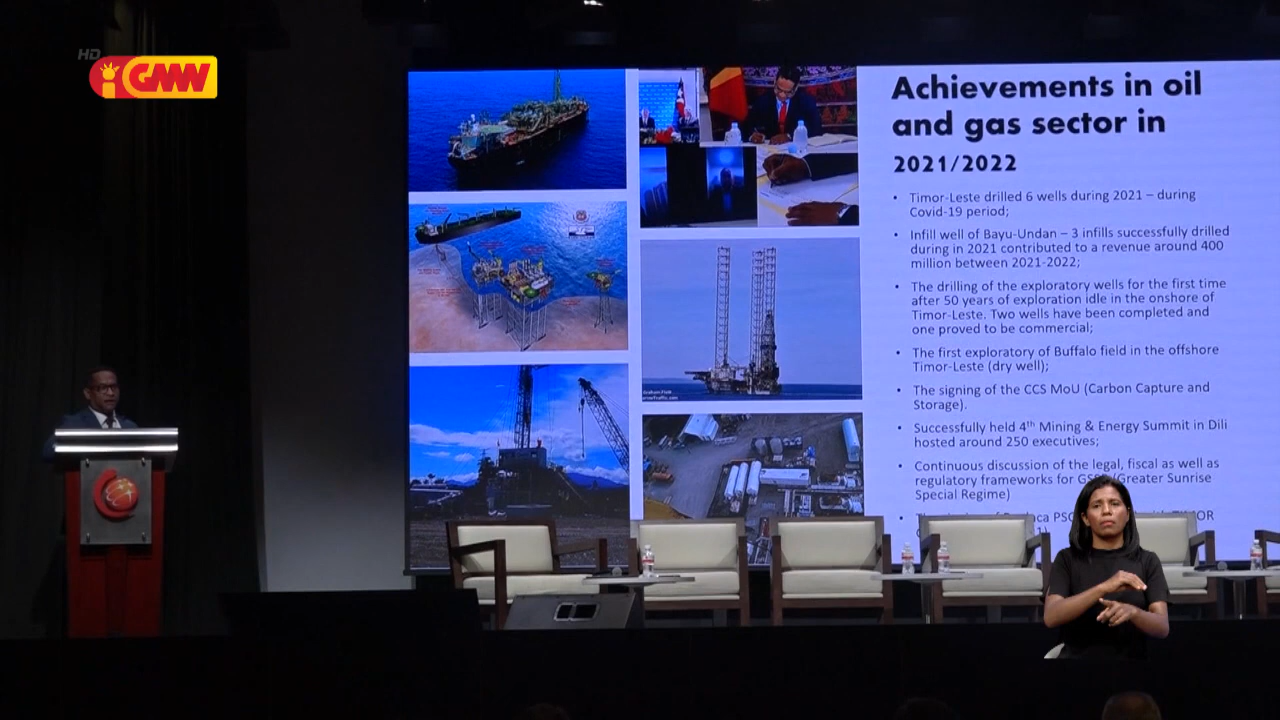 HD
iGMW
Achievements in oil
and gas sector in
2021/2022
• Timor-Leste drilled 6 wells during 2021 – during
Covid-19 period;
• Infill well of Bayu-Undan – 3 infills successfully drilled
during in 2021 contributed to a revenue around 400
million between 2021-2022;
• The drilling of the exploratory wells for the first time
after 50 years of exploration idle in the onshore of
Timor-Leste. Two wells have been completed and
one proved to be commercial;
• The first exploratory of Buffalo field in the offshore
Timor-Leste (dry well);
• The signing of the CCS MoU (Carbon Capture and
Storage).
• Successfully held 4th Mining & Energy Summit in Dili
hosted around 250 executives;
• Continuous discussion of the legal, fiscal as well as
regulatory frameworks for (Greater Sunrise
Special Regime)